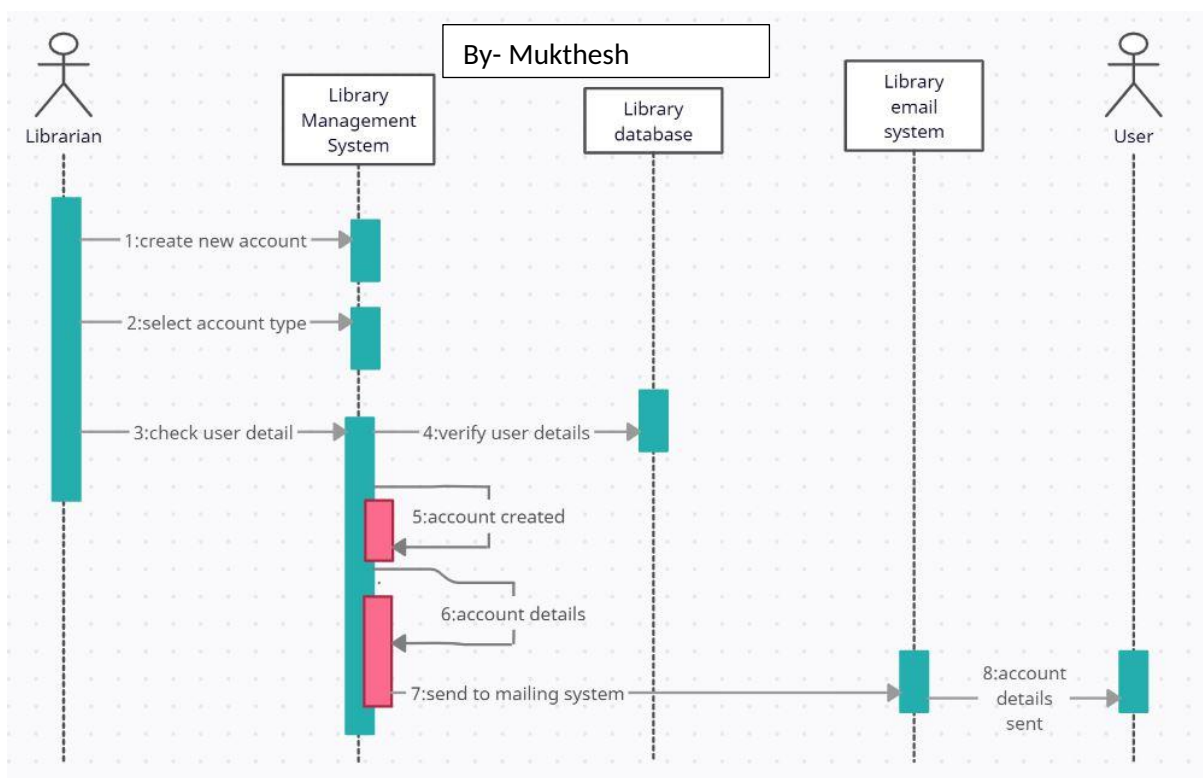 By- Mukthesh
Librarian
Library
Management
System
Library
database
Library
email
system
User
1:create new account
2:select account type
3:check user detail
4:verify user details
5:account created
6:account details
7:send to mailing system
8:account
details
sent